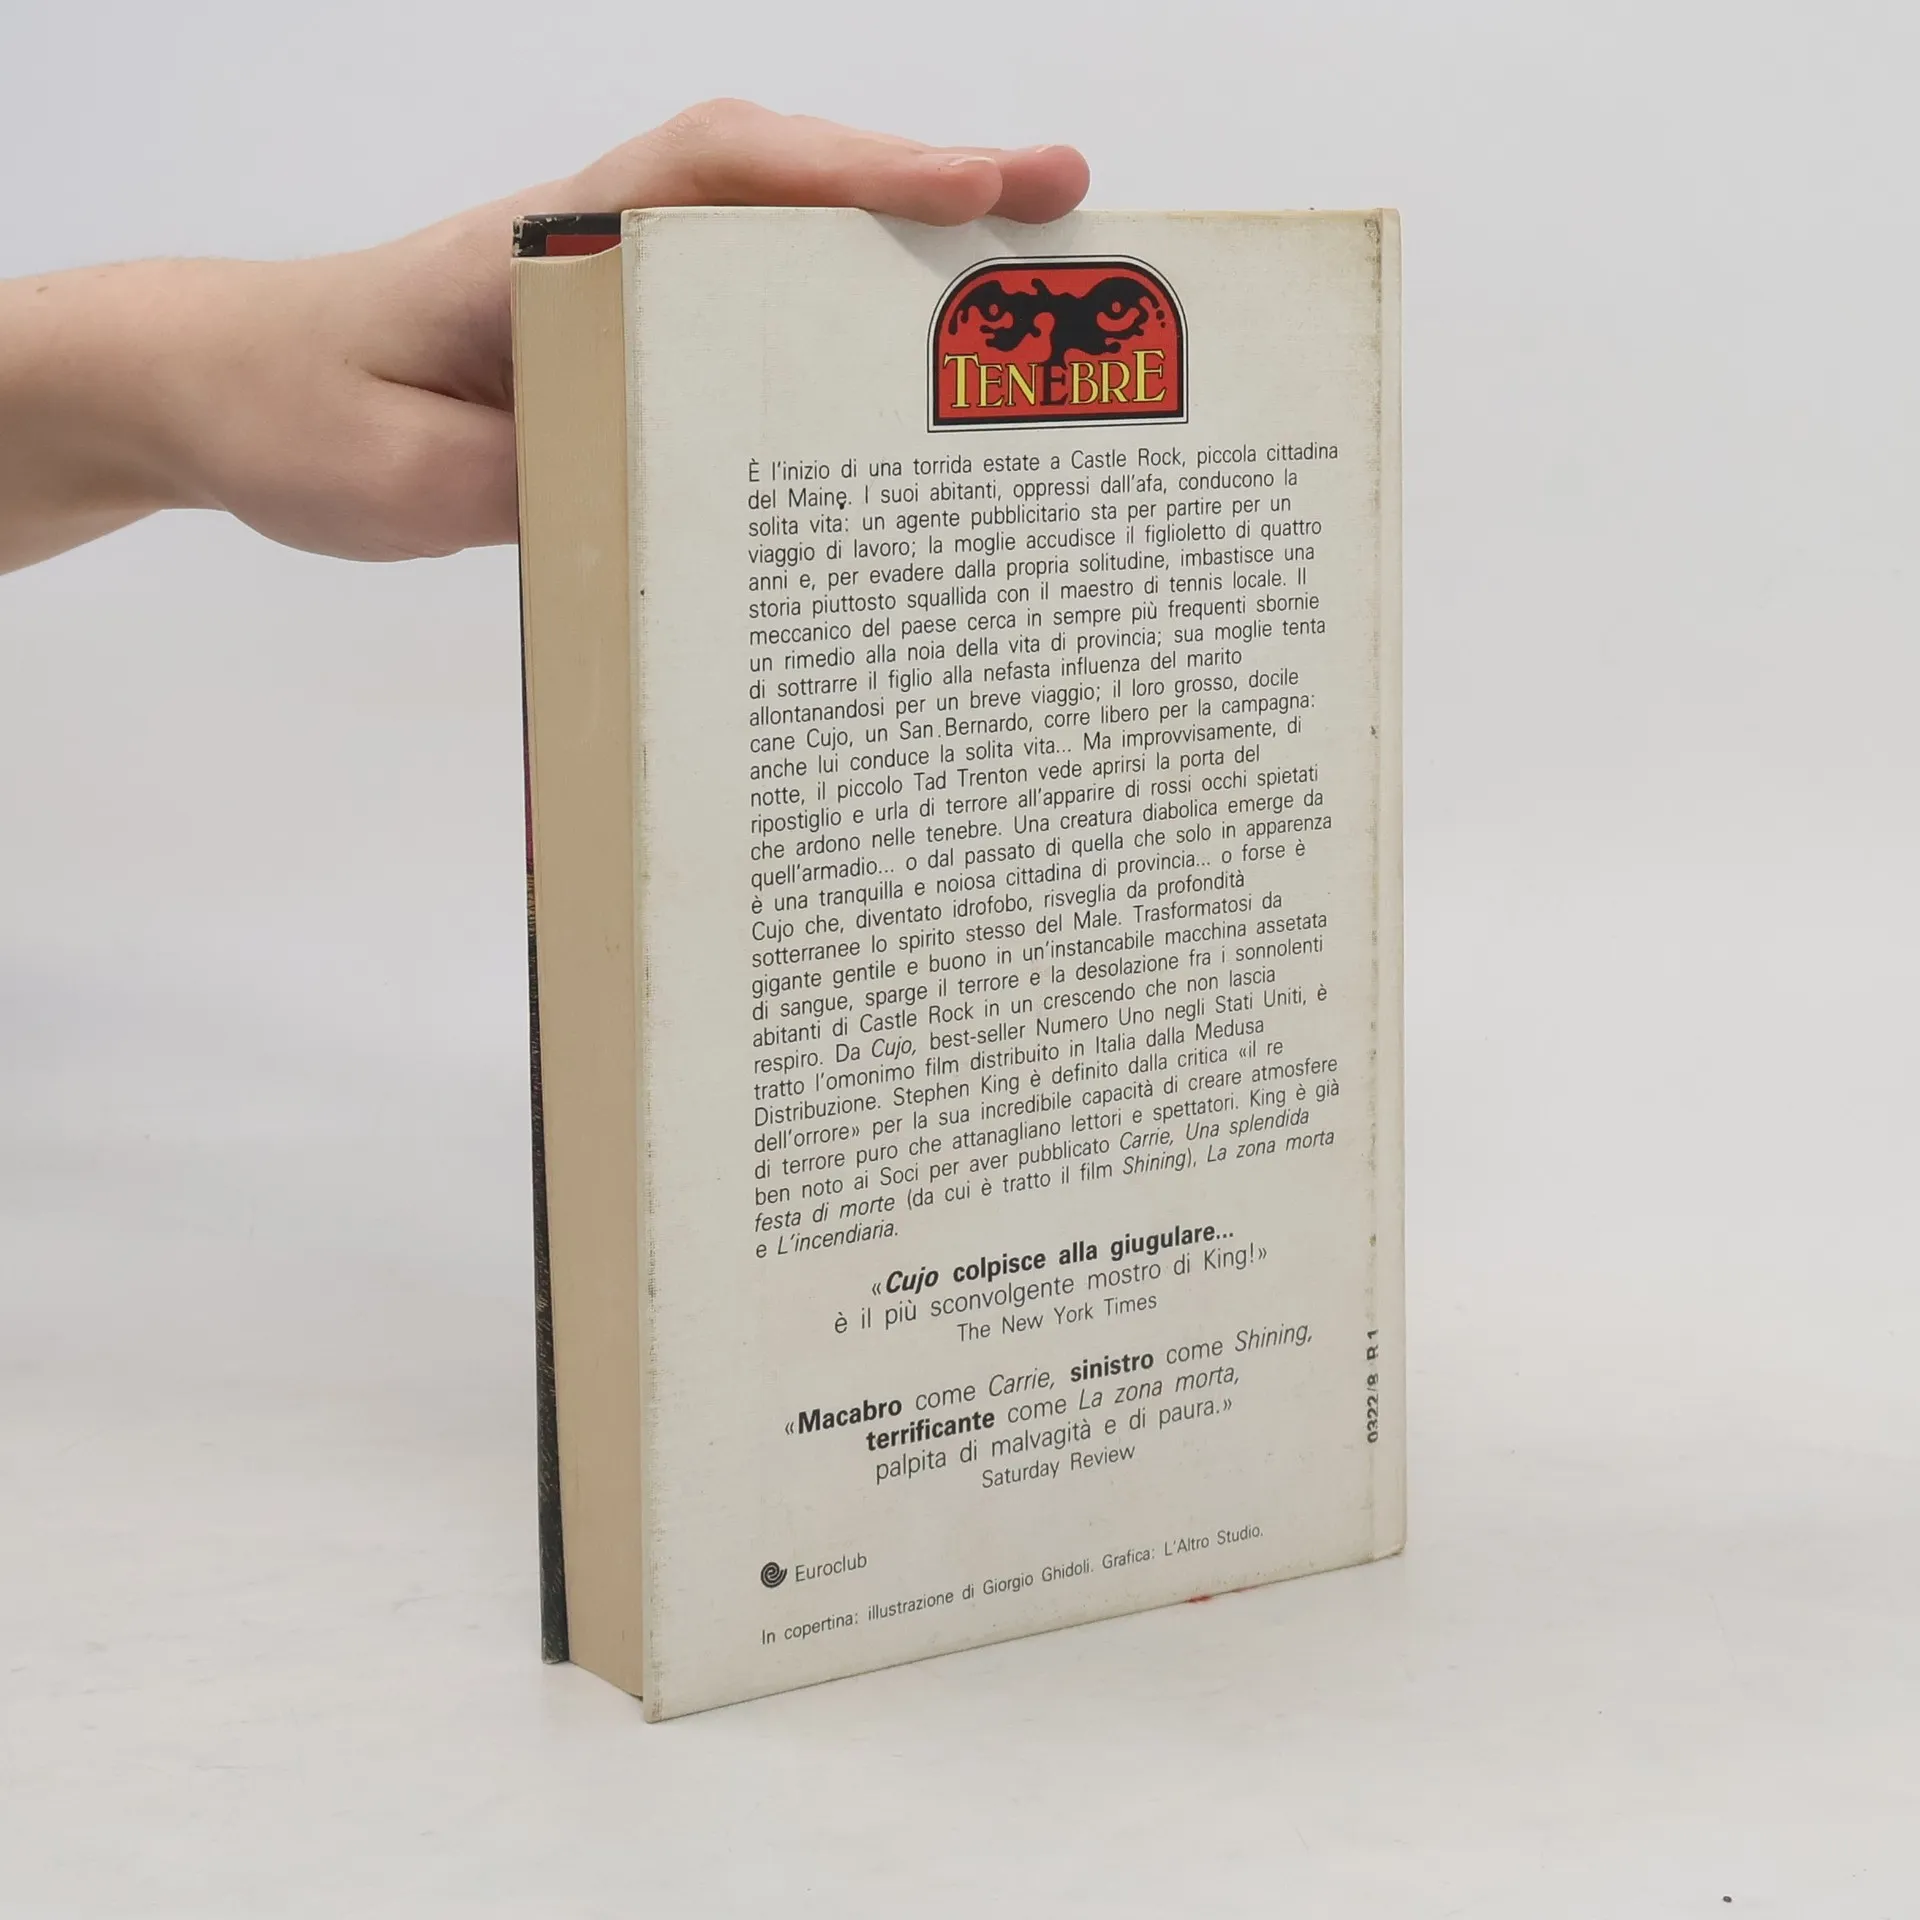 TENEBRE
È l'inizio di una torrida estate a Castle Rock, piccola cittadina
del Maine. I suoi abitanti, oppressi dall'afa, conducono la
solita vita: un agente pubblicitario sta per partire per un
viaggio di lavoro; la moglie accudisce il figlioletto di quattro
anni e, per evadere dalla propria solitudine, imbastisce una
storia piuttosto squallida con il maestro di tennis locale. Il
meccanico del paese cerca in sempre più frequenti sbornie
un rimedio alla noia della vita di provincia; sua moglie tenta
di sottrarre il figlio alla nefasta influenza del marito
allontanandosi per un breve viaggio; il loro grosso, docile
cane Cujo, un San Bernardo, corre libero per la campagna:
anche lui conduce la solita vita... Ma improvvisamente, di
notte, il piccolo Tad Trenton vede aprirsi la porta del
ripostiglio e urla di terrore all'apparire di rossi occhi spietati
che ardono nelle tenebre. Una creatura diabolica emerge da
quell'armadio... o dal passato di quella che solo in apparenza
è una tranquilla e noiosa cittadina di provincia... o forse è
Cujo che, diventato idrofobo, risveglia da profondità
sotterranee lo spirito stesso del Male. Trasformatosi da
gigante gentile e buono in un'instancabile macchina assetata
di sangue, sparge il terrore e la desolazione fra i sonnolenti
abitanti di Castle Rock in un crescendo che non lascia
respiro. Da Cujo, best-seller Numero Uno negli Stati Uniti, è
tratto l'omonimo film distribuito in Italia dalla Medusa
Distribuzione. Stephen King è definito dalla critica «il re
dell'orrore» per la sua incredibile capacità di creare atmosfere
di terrore puro che attanagliano lettori e spettatori. King è già
ben noto ai Soci per aver pubblicato Carrie, Una splendida
festa di morte (da cui è tratto il film Shining), La zona morta
e L'incendiaria.
«Cujo colpisce alla giugulare...
è il più sconvolgente mostro di King!»
The New York Times
«Macabro come Carrie, sinistro come Shining,
terrificante come La zona morta,
palpita di malvagità e di paura.»
Saturday Review
Euroclub
In copertina: illustrazione di Giorgio Ghidoli. Grafica: L'Altro Studio.
0322/8 R 1